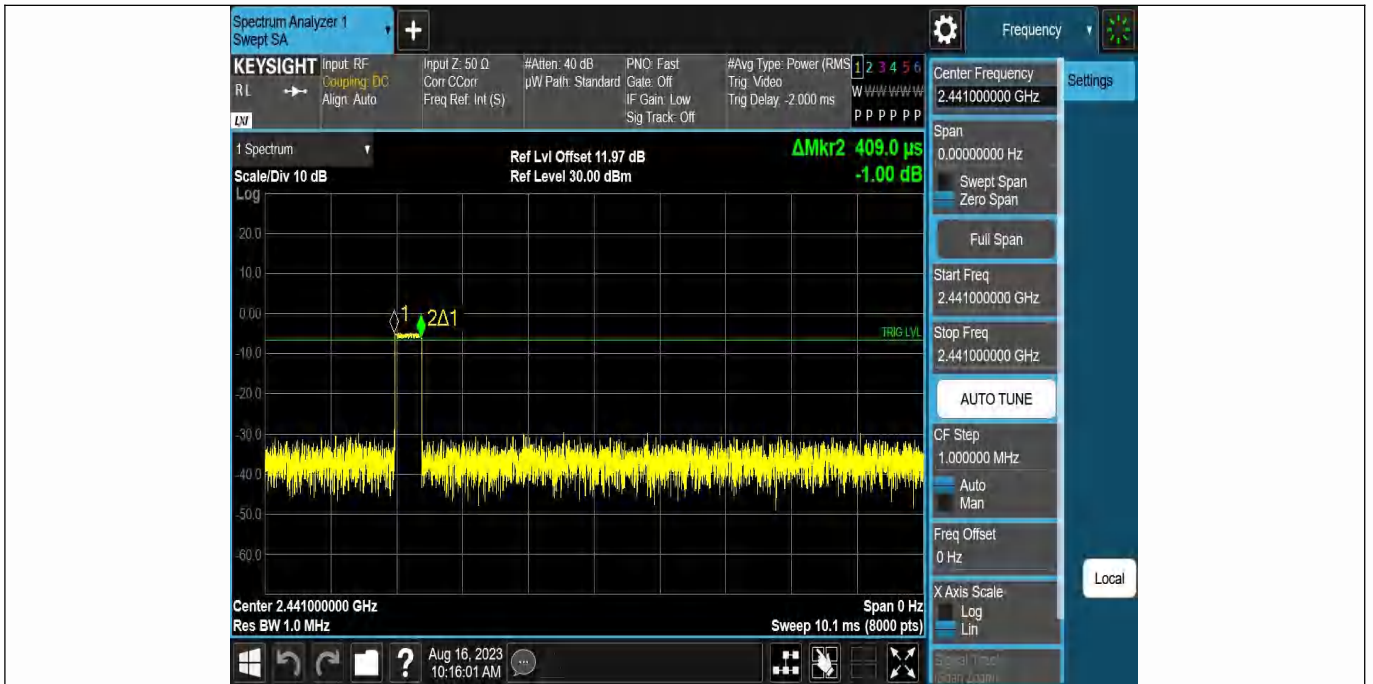 Spectrum Analyzer 1
Swept SA
Frequency
KEYSIGHT
R L
LXI
Input: RF
Coupling: DC
Align: Auto
Input Z: 50 Ω
Corr CCorr
Freq Ref: Int (S)
#Atten: 40 dB
µW Path: Standard
PNO: Fast
Gate: Off
IF Gain: Low
Sig Track: Off
#Avg Type: Power (RMS
Trig: Video
Trig Delay: -2.000 ms
1 2 3 4 5 6
W W W W W W
P P P P P P
1 Spectrum
Scale/Div 10 dB
Ref Lvl Offset 11.97 dB
Ref Level 30.00 dBm
ΔMkr2 409.0 µs
-1.00 dB
Log
20.0
10.0
0.00
-10.0
-20.0
-30.0
-40.0
-50.0
-60.0
1
2Δ1
TRIG LVL
Center 2.441000000 GHz
Res BW 1.0 MHz
Span 0 Hz
Sweep 10.1 ms (8000 pts)
Center Frequency
2.441000000 GHz
Settings
Span
0.00000000 Hz
Swept Span
Zero Span
Full Span
Start Freq
2.441000000 GHz
Stop Freq
2.441000000 GHz
AUTO TUNE
CF Step
1.000000 MHz
Auto
Man
Freq Offset
0 Hz
X Axis Scale
Log
Lin
Local
Aug 16, 2023
10:16:01 AM